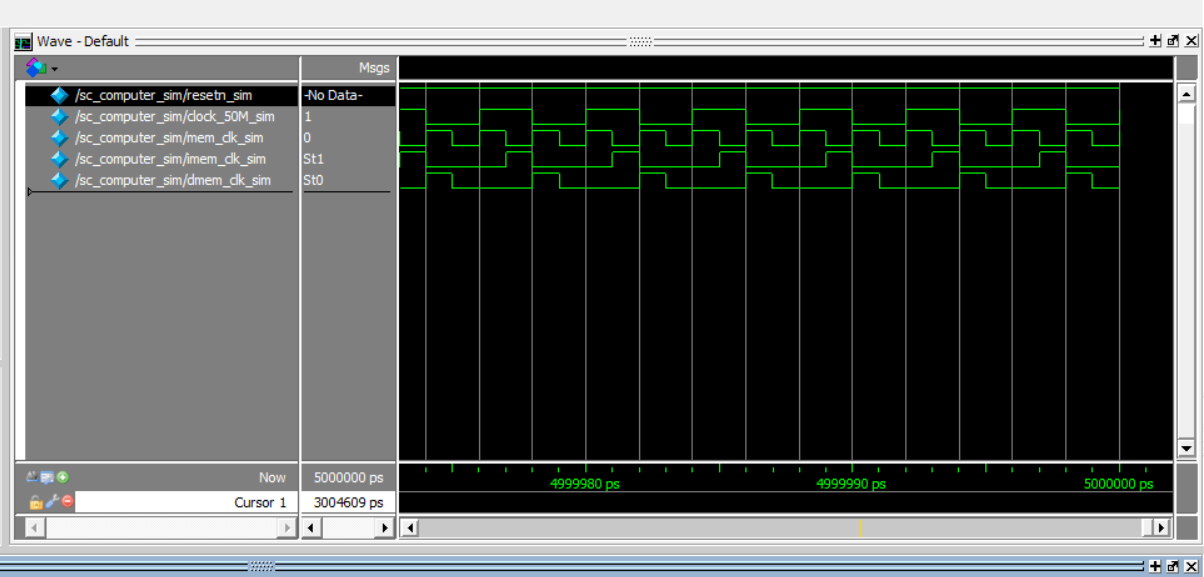 Wave - Default
Msgs
/sc_computer_sim/resetn_sim -No Data-
/sc_computer_sim/clock_50M_sim 1
/sc_computer_sim/mem_clk_sim 0
/sc_computer_sim/imem_clk_sim St1
/sc_computer_sim/dmem_clk_sim St0
Now 5000000 ps 4999980 ps 4999990 ps 5000000 ps
Cursor 1 3004609 ps